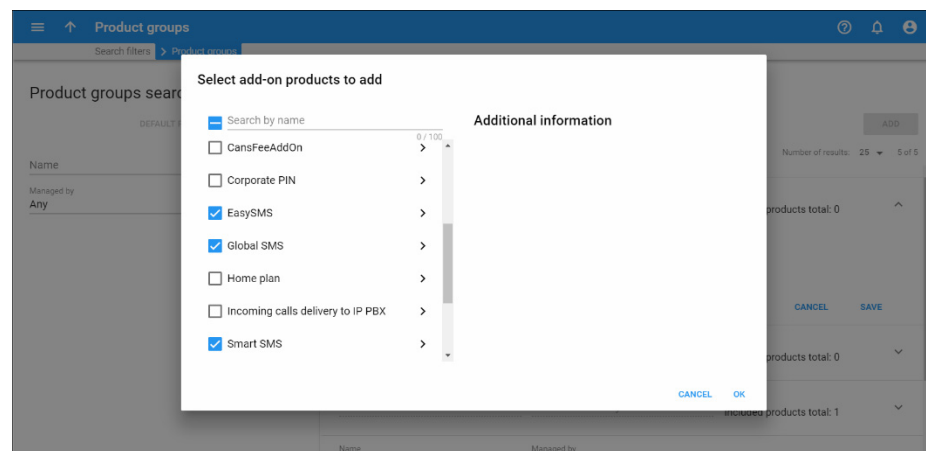 Product groups
Search filters > Product groups
Product groups sear
DEFAULT
ADD
Number of results: 25 5 of 5
Name
Managed by
Any
products total: 0
CANCEL SAVE
products total: 0
Included products total: 1
Name Managed by
Select add-on products to add
Search by name
0 / 100
Additional information
CansFeeAddOn
Corporate PIN
EasySMS
Global SMS
Home plan
Incoming calls delivery to IP PBX
Smart SMS
CANCEL OK